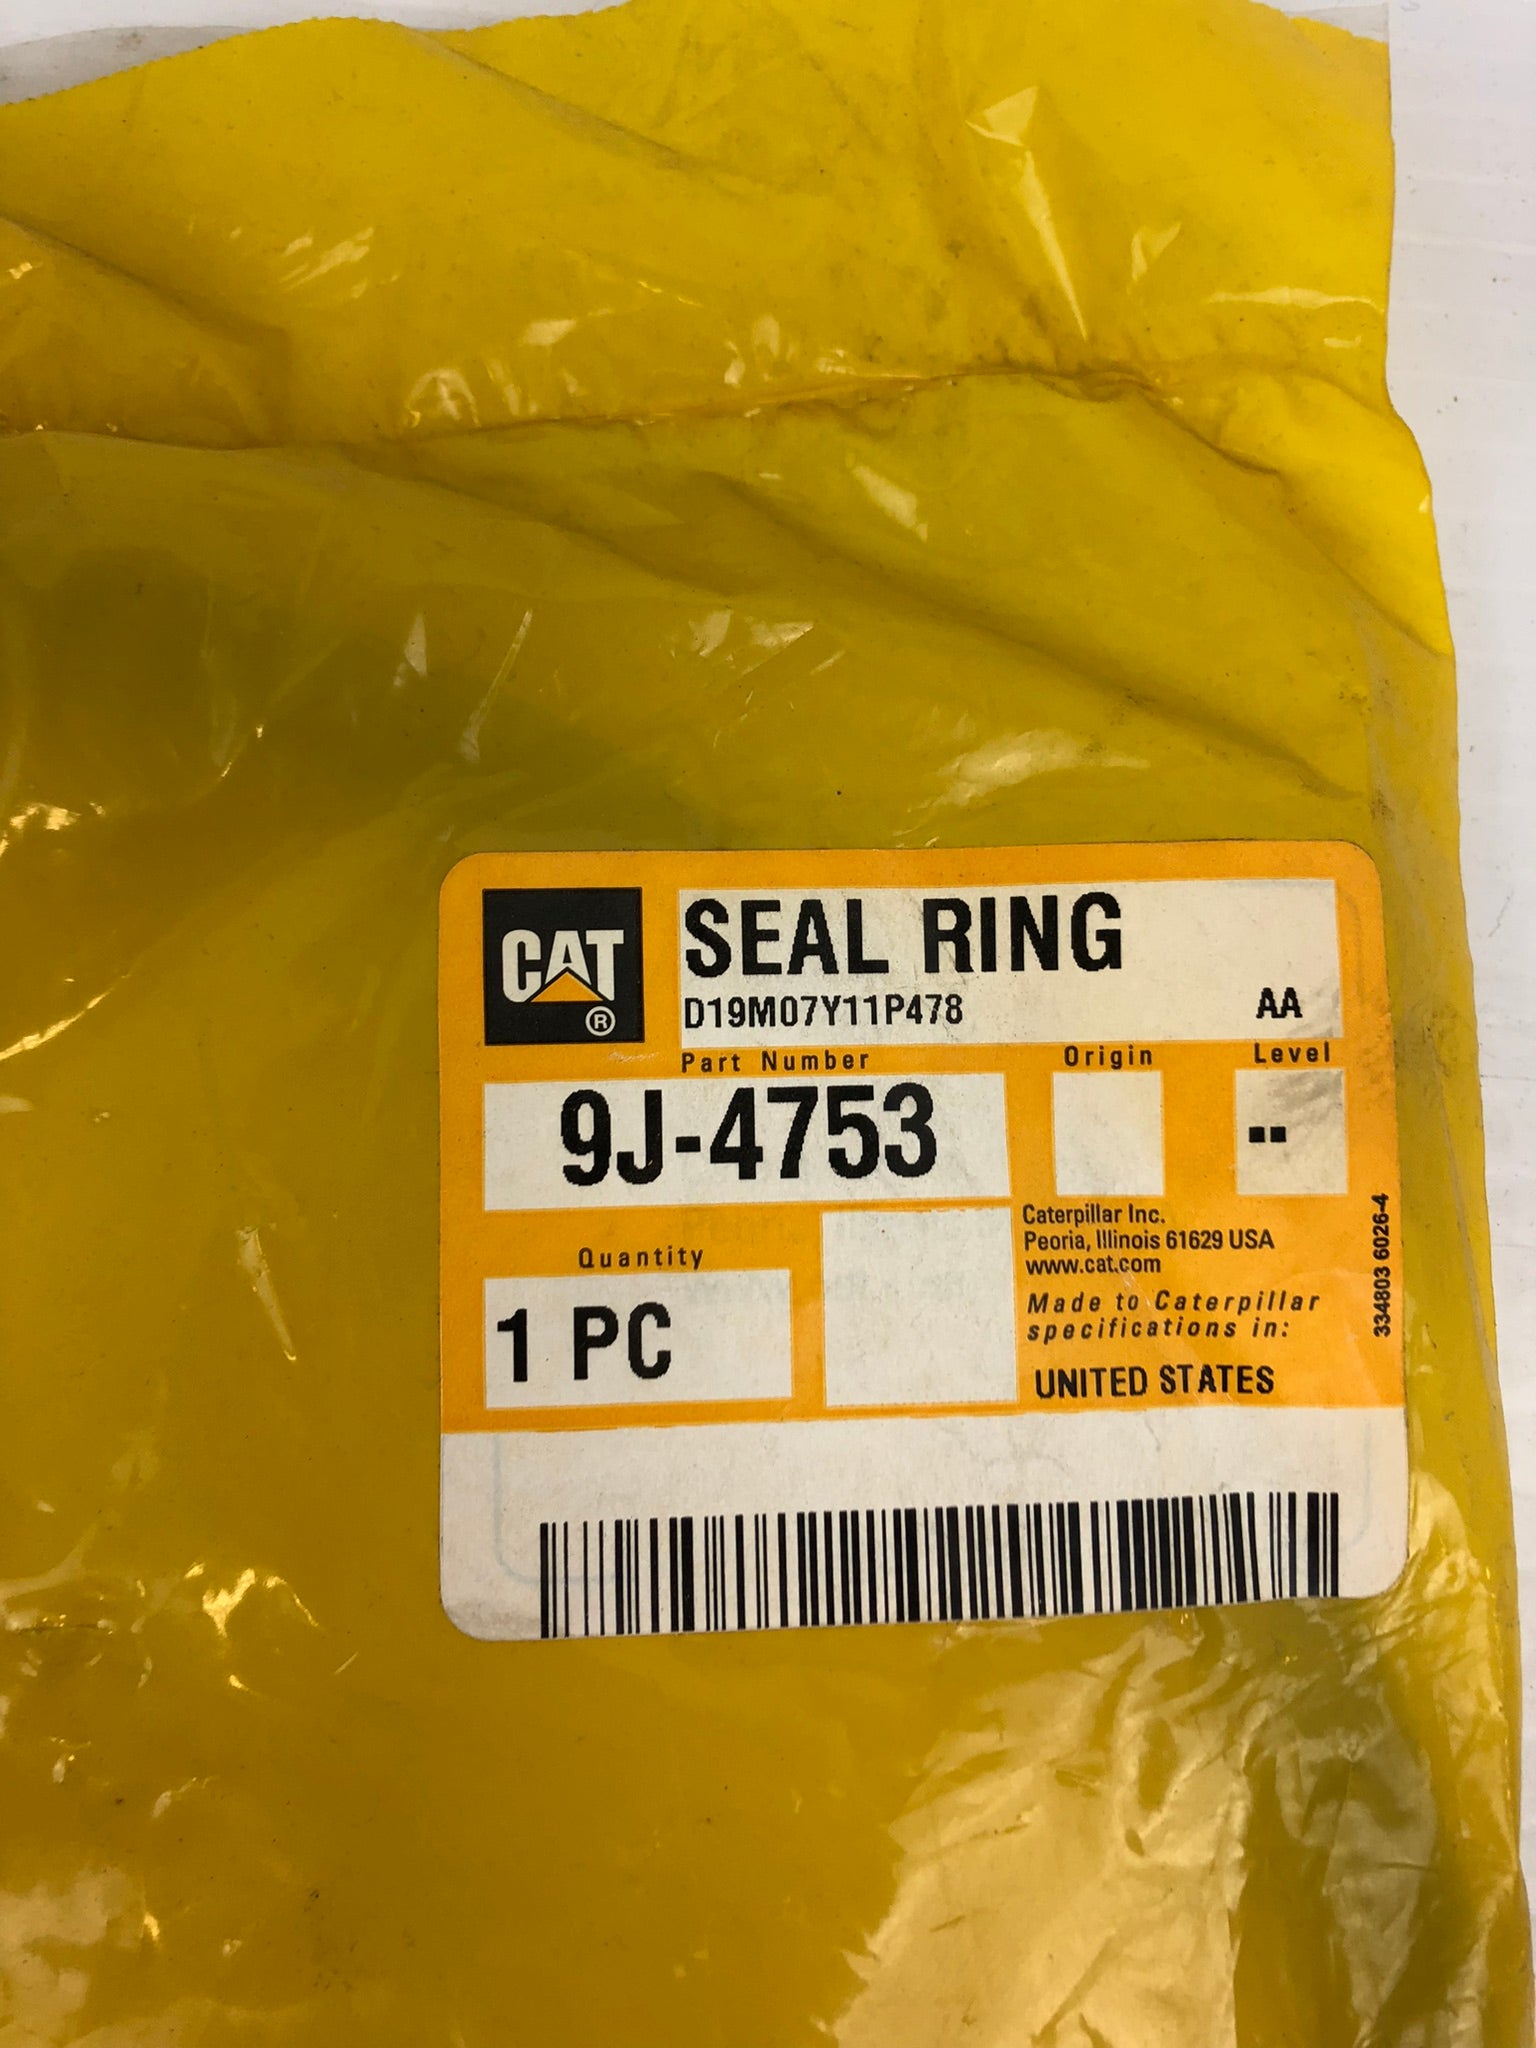 CAT
®
SEAL RING
D19M07Y11P478 AA
Part Number Origin Level
9J-4753 --
Quantity
1 PC
Caterpillar Inc.
Peoria, Illinois 61629 USA
www.cat.com
Made to Caterpillar
specifications in:
UNITED STATES
334803 6026-4